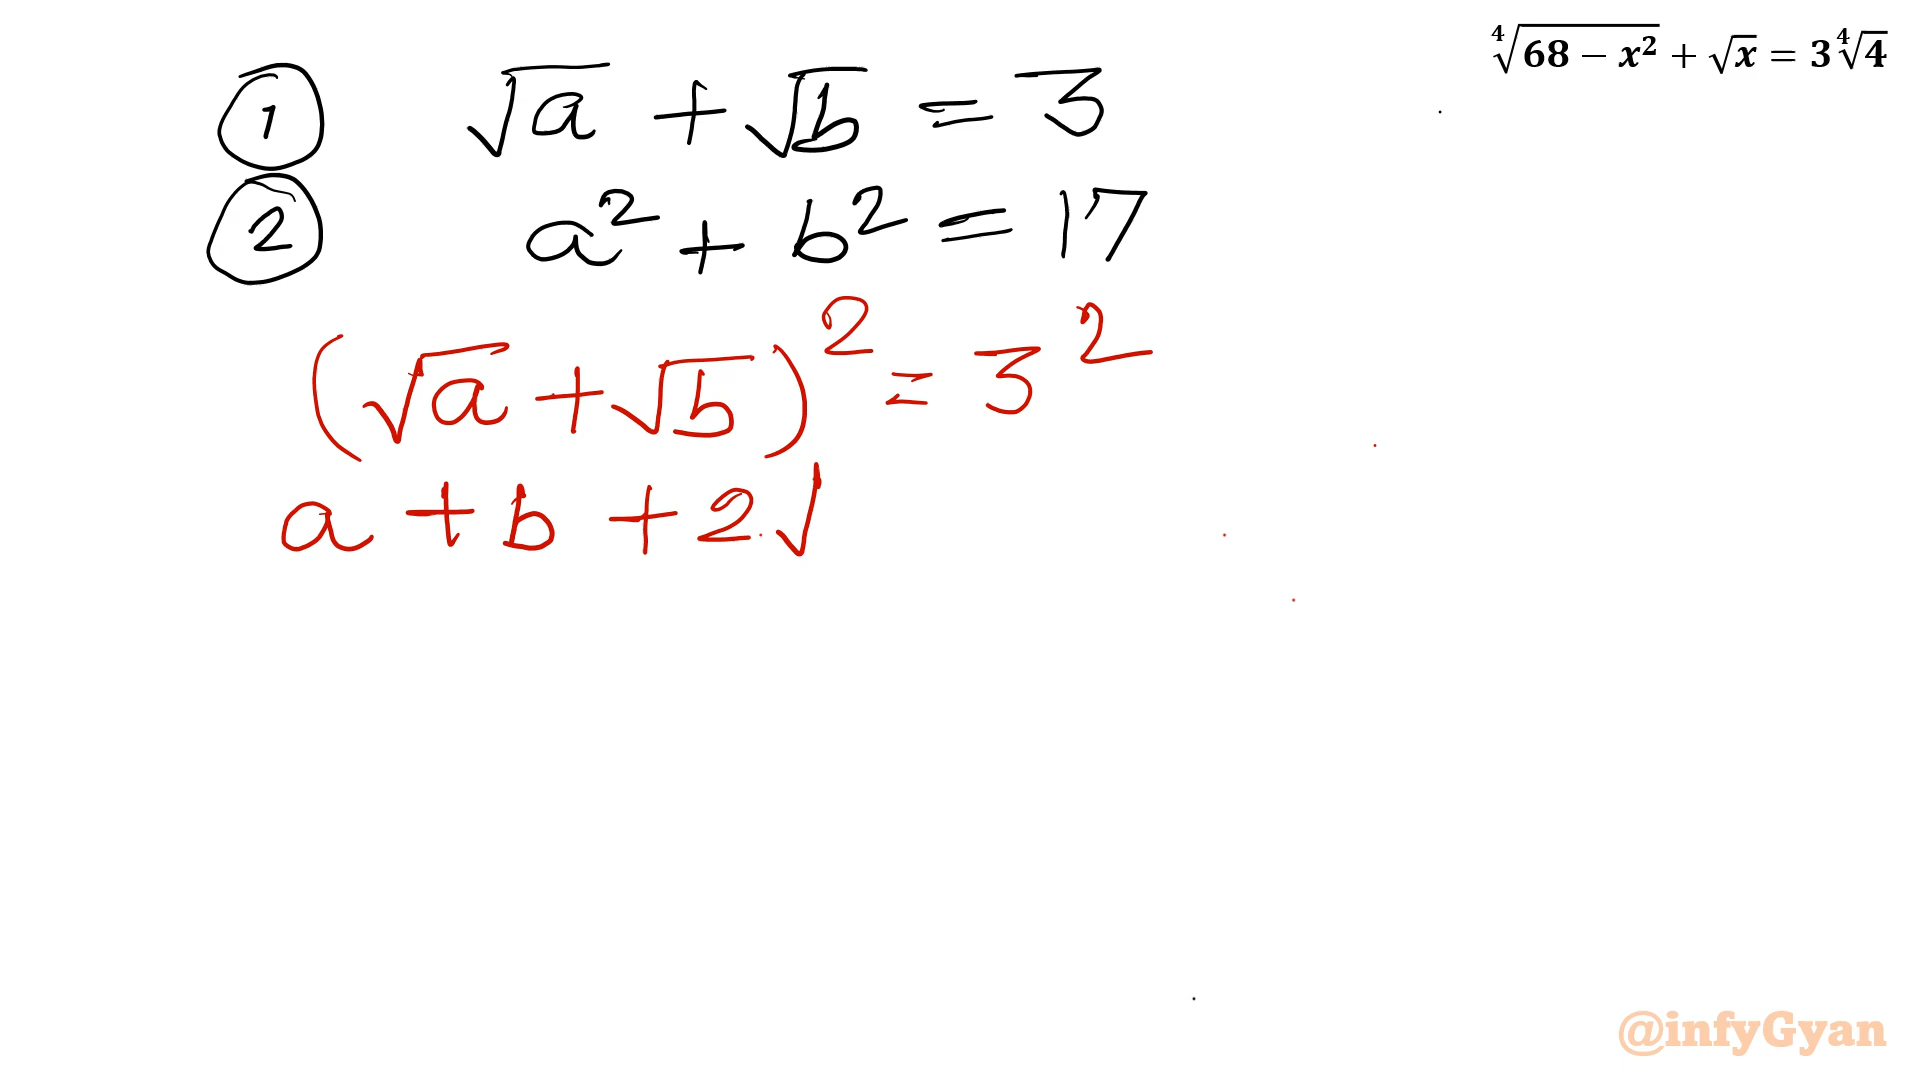 ∜(68 − x²) + √x = 3∜4
① √a + √b = 3
② a² + b² = 17
(√a + √b)² = 3²
a + b + 2√
@infyGyan